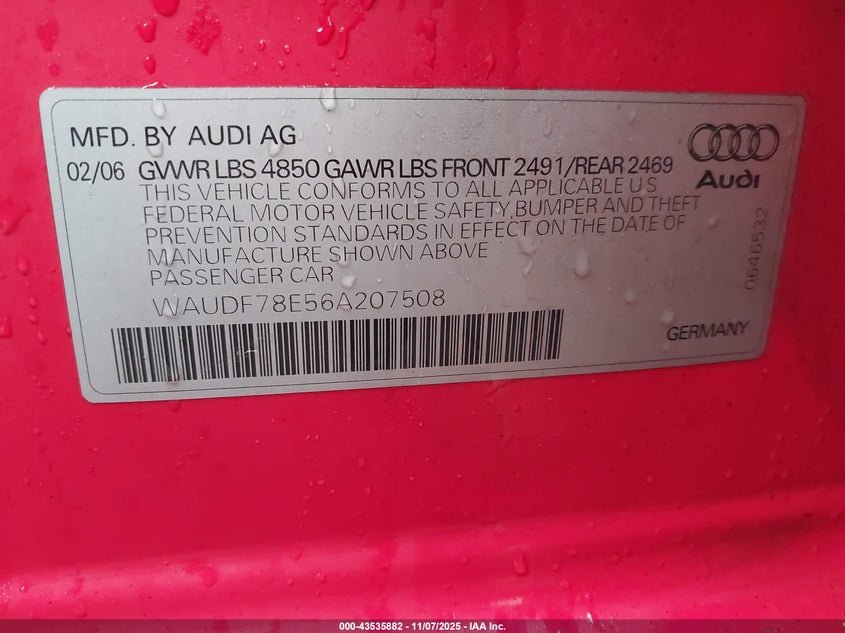 MFD. BY AUDI AG
02/06 GVWR LBS 4850 GAWR LBS FRONT 2491/REAR 2469
THIS VEHICLE CONFORMS TO ALL APPLICABLE U S
FEDERAL MOTOR VEHICLE SAFETY, BUMPER AND THEFT
PREVENTION STANDARDS IN EFFECT ON THE DATE OF
MANUFACTURE SHOWN ABOVE
PASSENGER CAR
WAUDF78E56A207508
Audi
0646532
GERMANY
000-43535882 — 11/07/2025 — IAA Inc.